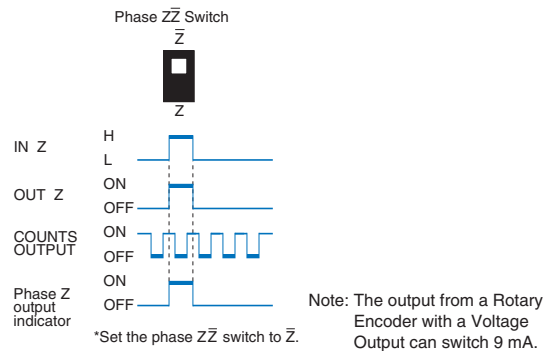 Phase ZZ̅ Switch
Z̅
Z
IN Z
H
L
OUT Z
ON
OFF
COUNTS
OUTPUT
ON
OFF
Phase Z
output
indicator
ON
OFF
*Set the phase ZZ̅ switch to Z̅.
Note: The output from a Rotary
Encoder with a Voltage
Output can switch 9 mA.